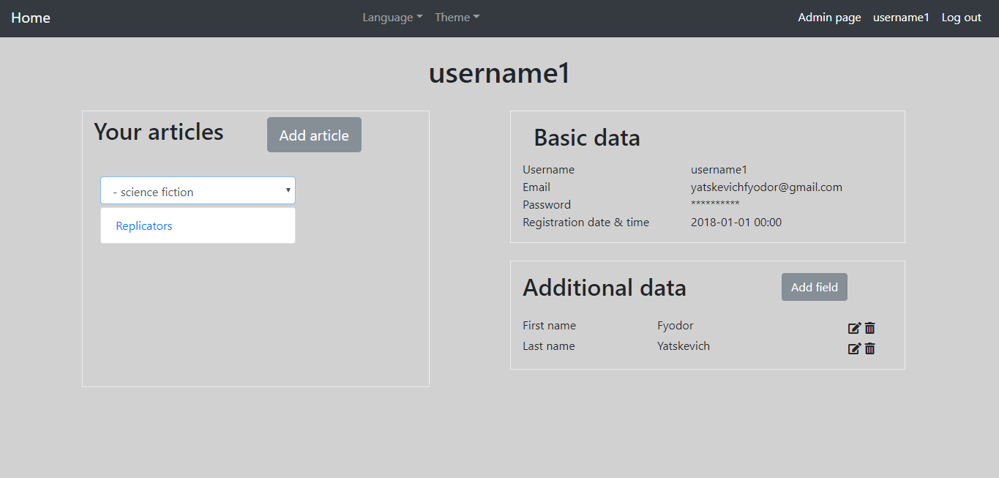 Home Language Theme Admin page username1 Log out
username1
Your articles Add article
- science fiction
Replicators
Basic data
Username username1
Email yatskevichfyodor@gmail.com
Password **********
Registration date & time 2018-01-01 00:00
Additional data Add field
First name Fyodor
Last name Yatskevich